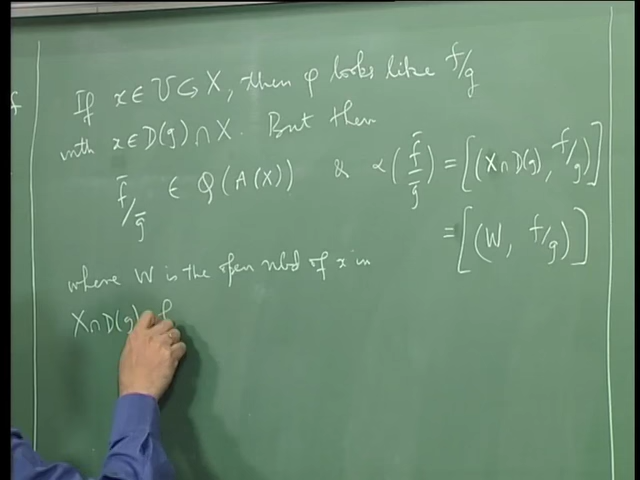 If x ∈ U ⊂ X, then φ looks like f/g
with x ∈ D(g) ∩ X. But then
f̄/ḡ ∈ Q(A(X)) & α(f̄/ḡ) = [(X∩D(g), f/g)]
= [(W, f/g)]
where W is the open nbd of x in
X∩D(g)